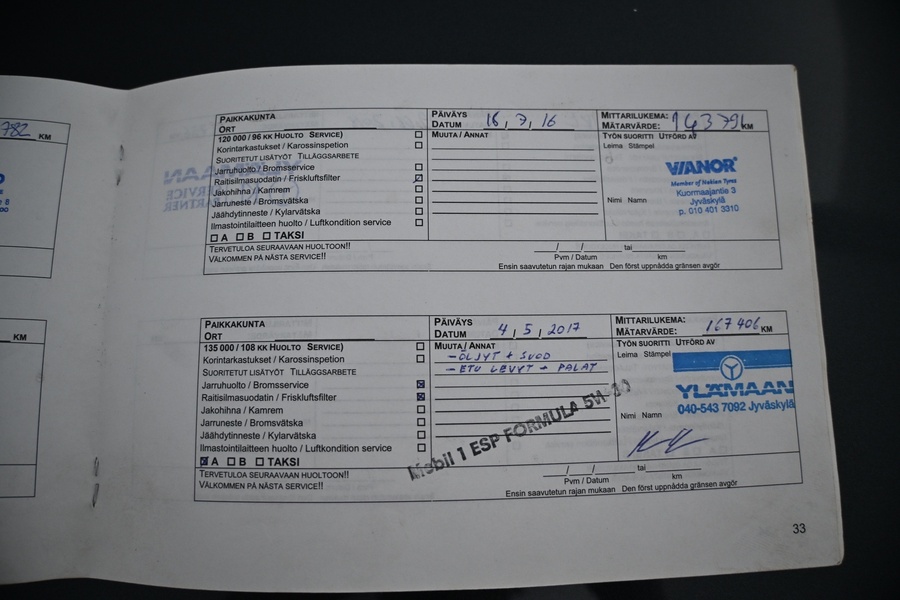 782 KM
PAIKKAKUNTA
ORT
PÄIVÄYS
DATUM 18, 7, 16
MITTARILUKEMA:
MÄTARVÄRDE: 143 794 KM
120 000 / 96 KK HUOLTO SERVICE)
Korintarkastukset / Karossinspetion
SUORITETUT LISÄTYÖT TILLÄGGSARBETE
Jarruhuolto / Bromsservice
Raitisilmasuodatin / Friskluftsfilter
Jakohihna / Kamrem
Jarruneste / Bromsvätska
Jäähdytinneste / Kylarvätska
Ilmastointilaitteen huolto / Luftkondition service
A B TAKSI
MUUTA / ANNAT
TYÖN SUORITTI UTFÖRD AV
Leima Stämpel
VIANOR
Member of Nokian Tyres
Kuormaajantie 3
Jyväskylä
p. 010 401 3310
Nimi Namn
TERVETULOA SEURAAVAAN HUOLTOON!!
VÄLKOMMEN PÅ NÄSTA SERVICE!!
/ / tai
Pvm / Datum km
Ensin saavutetun rajan mukaan Den först uppnådda gränsen avgör
KM
PAIKKAKUNTA
ORT
PÄIVÄYS
DATUM 4, 5, 2017
MITTARILUKEMA:
MÄTARVÄRDE: 167 406 KM
135 000 / 108 KK HUOLTO SERVICE)
Korintarkastukset / Karossinspetion
SUORITETUT LISÄTYÖT TILLÄGGSARBETE
Jarruhuolto / Bromsservice
Raitisilmasuodatin / Friskluftsfilter
Jakohihna / Kamrem
Jarruneste / Bromsvätska
Jäähdytinneste / Kylarvätska
Ilmastointilaitteen huolto / Luftkondition service
A B TAKSI
MUUTA / ANNAT
- ÖLJYT + SUOD
- ETU LEVYT + PALAT
Mobil 1 ESP FORMULA 5W-30
TYÖN SUORITTI UTFÖRD AV
Leima Stämpel
YLÄMAAN
040-543 7092 Jyväskylä
Nimi Namn
TERVETULOA SEURAAVAAN HUOLTOON!!
VÄLKOMMEN PÅ NÄSTA SERVICE!!
/ / tai
Pvm / Datum km
Ensin saavutetun rajan mukaan Den först uppnådda gränsen avgör
33